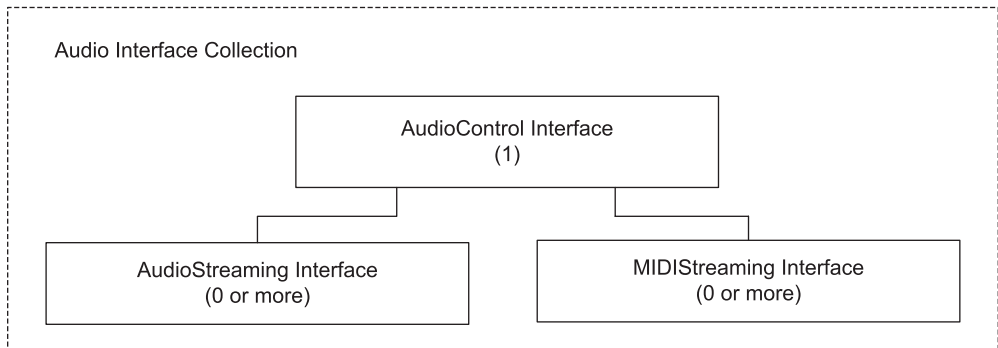 Audio Interface Collection
AudioControl Interface
(1)
AudioStreaming Interface
(0 or more)
MIDIStreaming Interface
(0 or more)